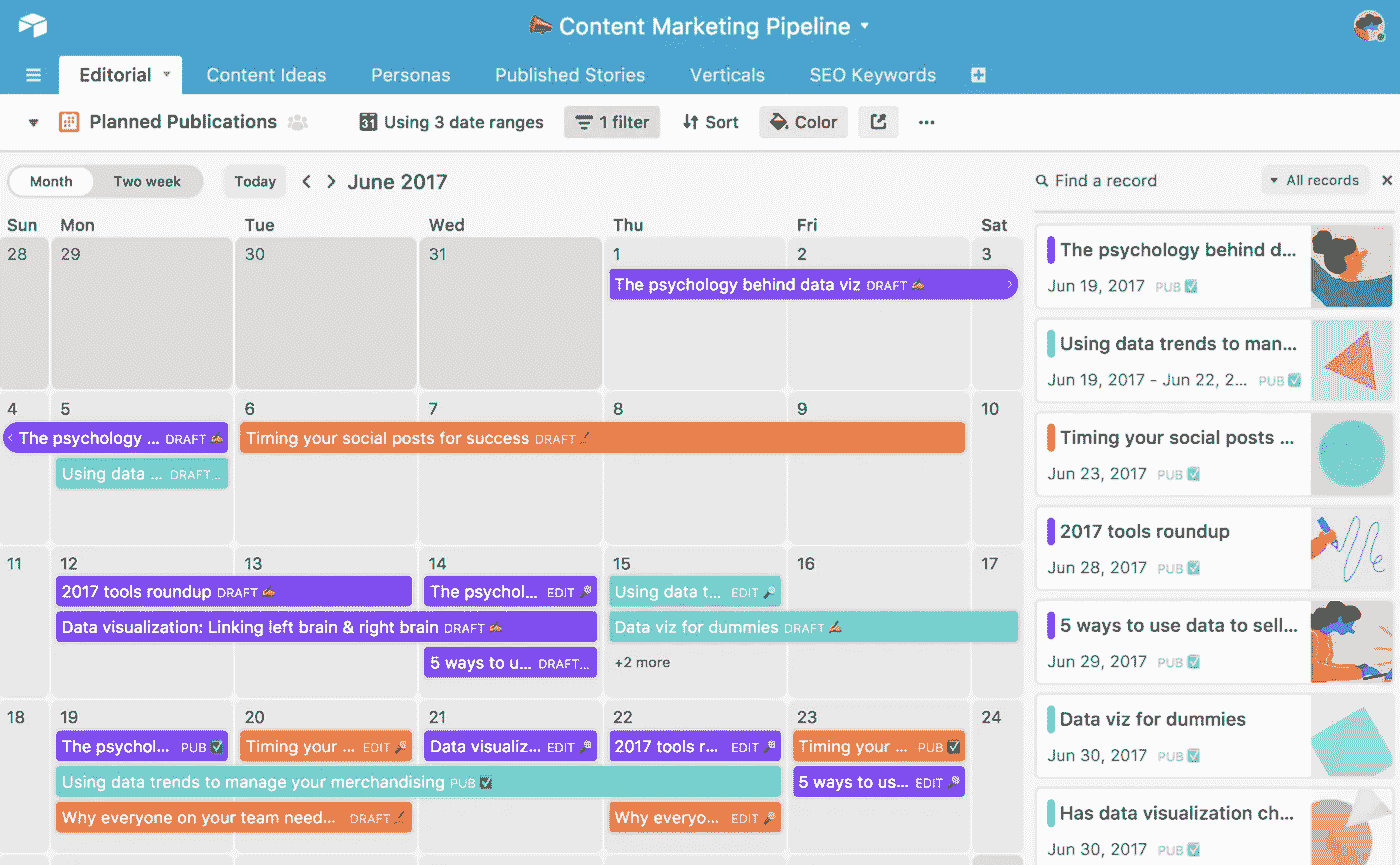 Content Marketing Pipeline
Editorial Content Ideas Personas Published Stories Verticals SEO Keywords
Planned Publications Using 3 date ranges 1 filter Sort Color
Month Two week Today June 2017
Sun Mon Tue Wed Thu Fri Sat
28 29 30 31 1 2 3
The psychology behind data viz DRAFT
4 5 6 7 8 9 10
The psychology ... DRAFT Timing your social posts for success DRAFT
Using data ... DRAFT...
11 12 13 14 15 16 17
2017 tools roundup DRAFT The psychol... EDIT Using data t... EDIT
Data visualization: Linking left brain & right brain DRAFT Data viz for dummies DRAFT
5 ways to u... DRAFT... +2 more
18 19 20 21 22 23 24
The psychol... PUB Timing your ... EDIT Data visualiz... EDIT 2017 tools r... EDIT Timing your ... PUB
Using data trends to manage your merchandising PUB 5 ways to us... EDIT
Why everyone on your team need... DRAFT Why everyo... EDIT
Find a record All records
The psychology behind d...
Jun 19, 2017 PUB
Using data trends to man...
Jun 19, 2017 - Jun 22, 2... PUB
Timing your social posts ...
Jun 23, 2017 PUB
2017 tools roundup
Jun 28, 2017 PUB
5 ways to use data to sell...
Jun 29, 2017 PUB
Data viz for dummies
Jun 30, 2017 PUB
Has data visualization ch...
Jun 30, 2017 PUB